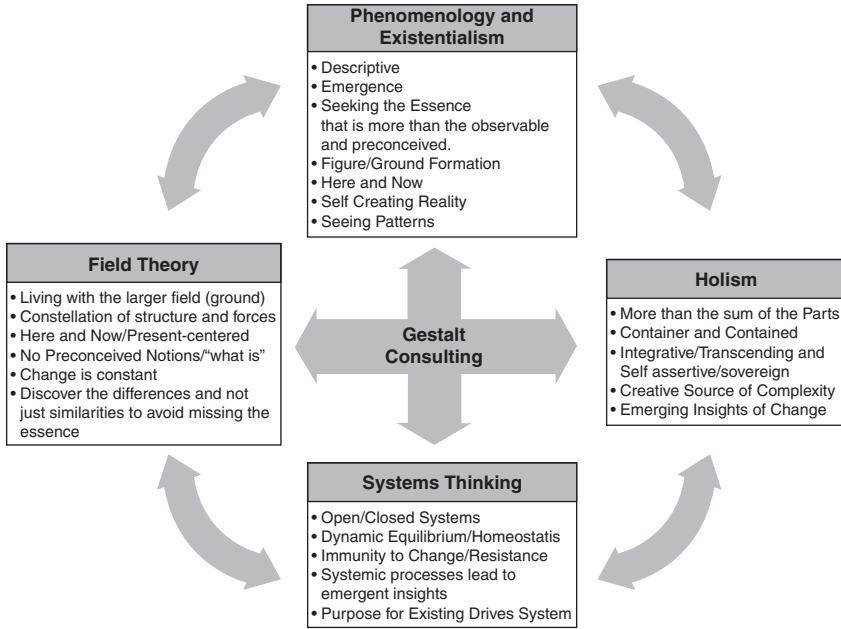 Phenomenology and
Existentialism
• Descriptive
• Emergence
• Seeking the Essence
that is more than the observable
and preconceived.
• Figure/Ground Formation
• Here and Now
• Self Creating Reality
• Seeing Patterns
Field Theory
• Living with the larger field (ground)
• Constellation of structure and forces
• Here and Now/Present-centered
• No Preconceived Notions/“what is”
• Change is constant
• Discover the differences and not
just similarities to avoid missing the
essence
Gestalt
Consulting
Holism
• More than the sum of the Parts
• Container and Contained
• Integrative/Transcending and
Self assertive/sovereign
• Creative Source of Complexity
• Emerging Insights of Change
Systems Thinking
• Open/Closed Systems
• Dynamic Equilibrium/Homeostatis
• Immunity to Change/Resistance
• Systemic processes lead to
emergent insights
• Purpose for Existing Drives System